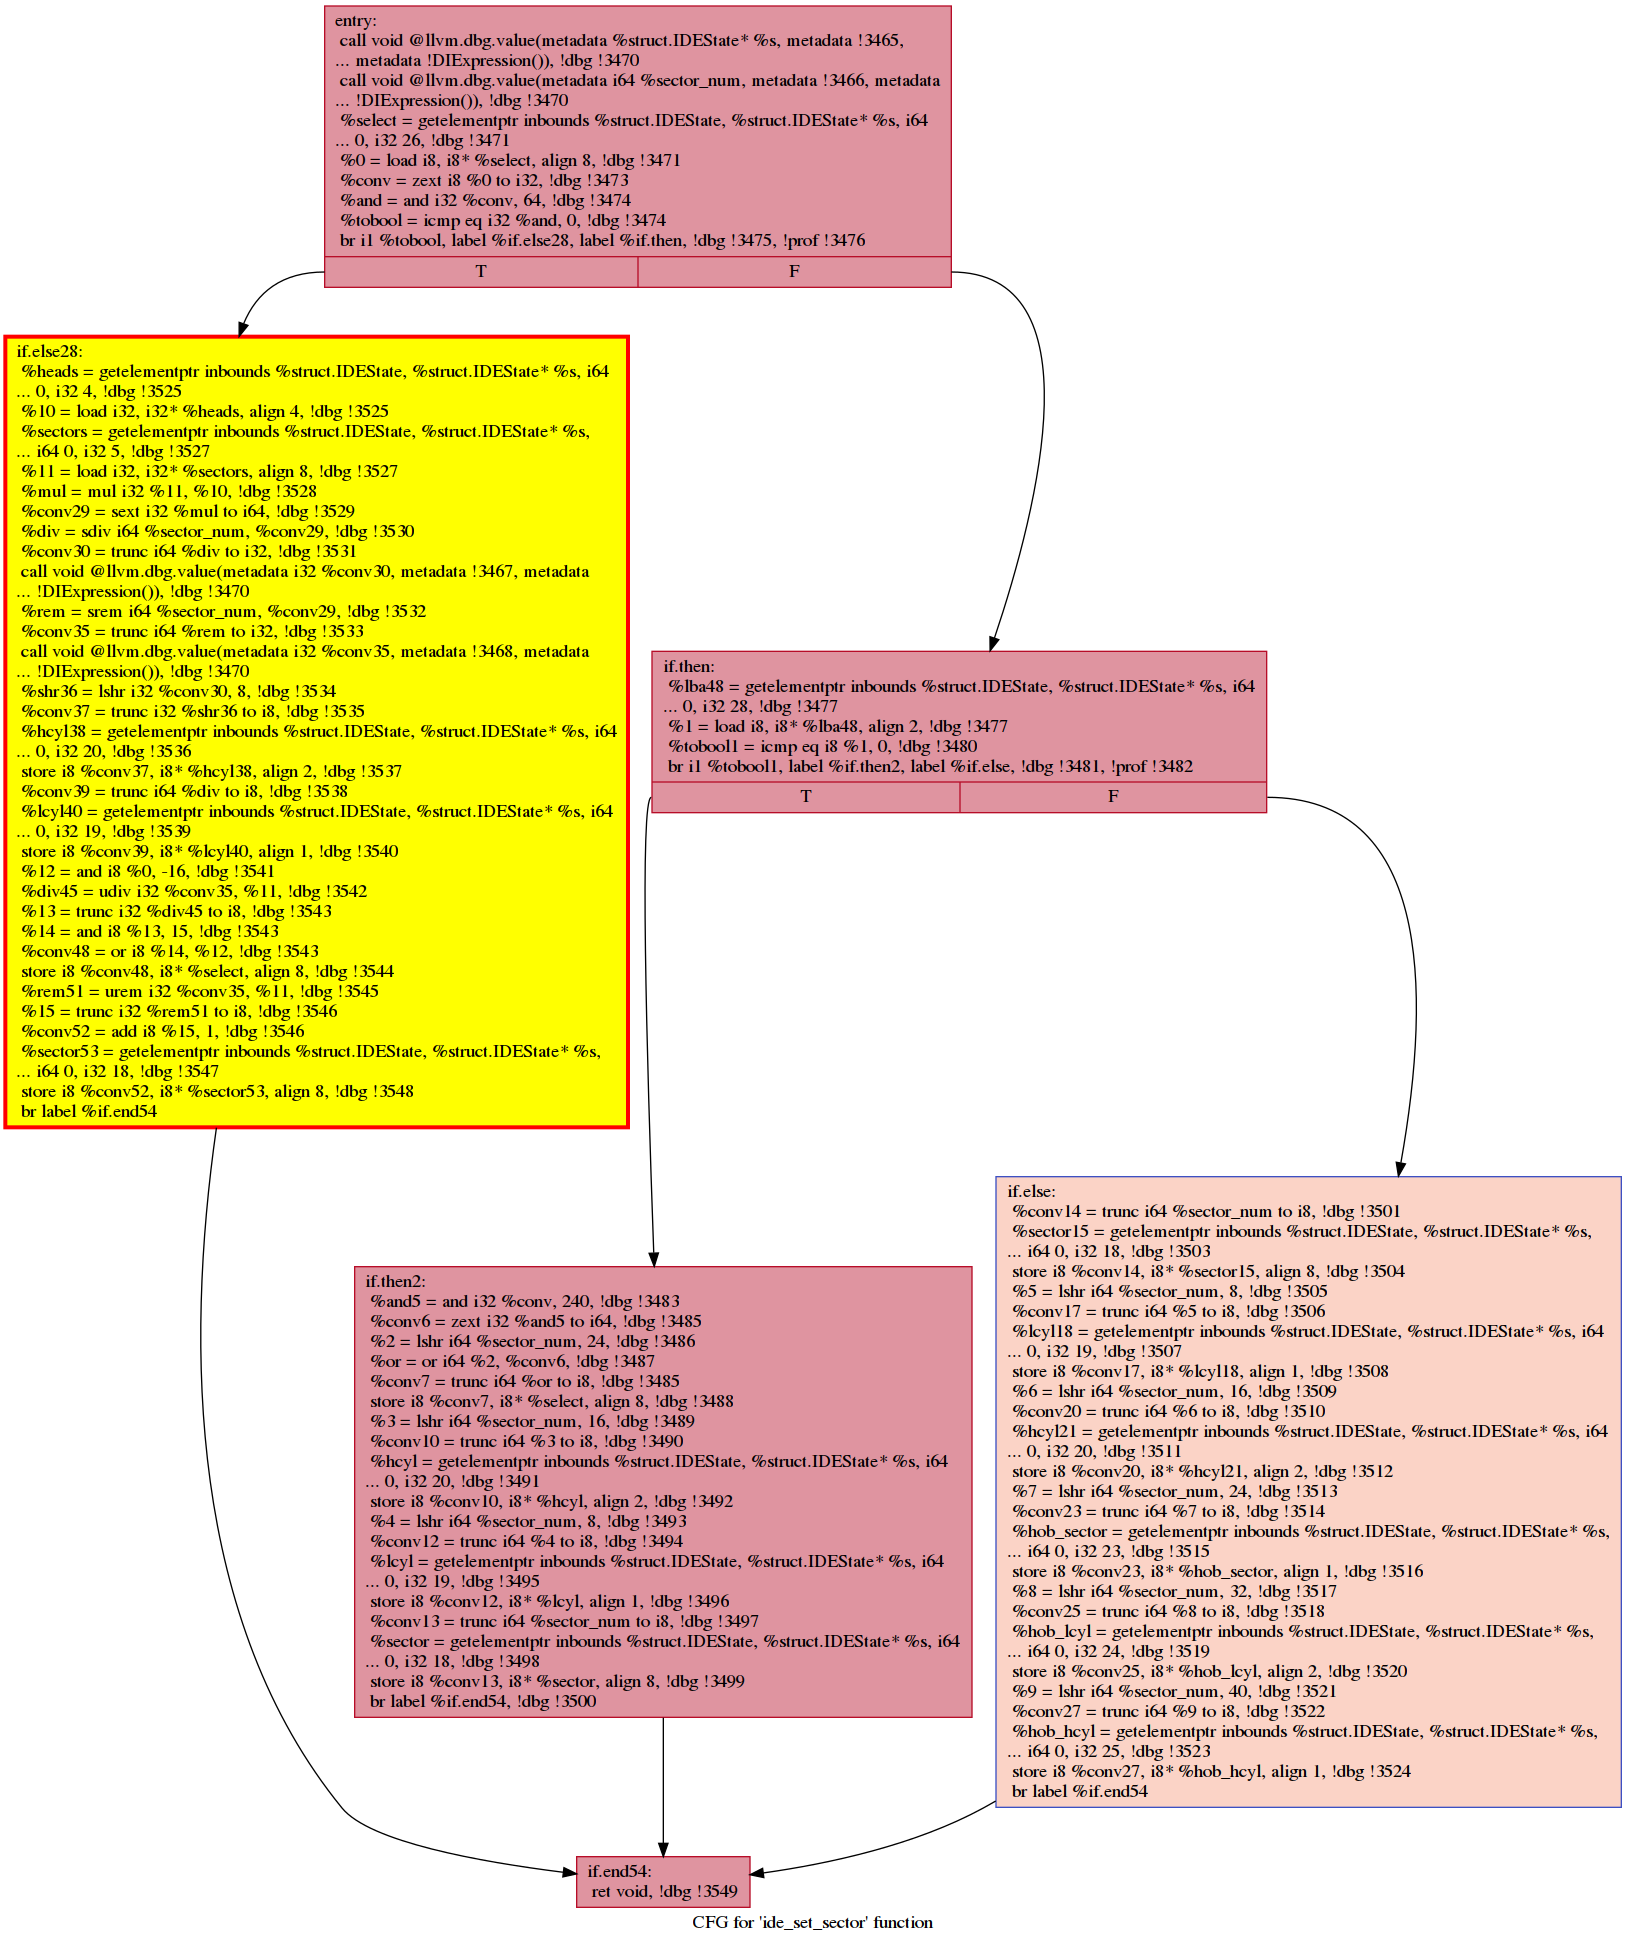 entry:
call void @llvm.dbg.value(metadata %struct.IDEState* %s, metadata !3465,
... metadata !DIExpression()), !dbg !3470
call void @llvm.dbg.value(metadata i64 %sector_num, metadata !3466, metadata
... !DIExpression()), !dbg !3470
%select = getelementptr inbounds %struct.IDEState, %struct.IDEState* %s, i64
... 0, i32 26, !dbg !3471
%0 = load i8, i8* %select, align 8, !dbg !3471
%conv = zext i8 %0 to i32, !dbg !3473
%and = and i32 %conv, 64, !dbg !3474
%tobool = icmp eq i32 %and, 0, !dbg !3474
br i1 %tobool, label %if.else28, label %if.then, !dbg !3475, !prof !3476
T F
if.else28:
%heads = getelementptr inbounds %struct.IDEState, %struct.IDEState* %s, i64
... 0, i32 4, !dbg !3525
%10 = load i32, i32* %heads, align 4, !dbg !3525
%sectors = getelementptr inbounds %struct.IDEState, %struct.IDEState* %s,
... i64 0, i32 5, !dbg !3527
%11 = load i32, i32* %sectors, align 8, !dbg !3527
%mul = mul i32 %11, %10, !dbg !3528
%conv29 = sext i32 %mul to i64, !dbg !3529
%div = sdiv i64 %sector_num, %conv29, !dbg !3530
%conv30 = trunc i64 %div to i32, !dbg !3531
call void @llvm.dbg.value(metadata i32 %conv30, metadata !3467, metadata
... !DIExpression()), !dbg !3470
%rem = srem i64 %sector_num, %conv29, !dbg !3532
%conv35 = trunc i64 %rem to i32, !dbg !3533
call void @llvm.dbg.value(metadata i32 %conv35, metadata !3468, metadata
... !DIExpression()), !dbg !3470
%shr36 = lshr i32 %conv30, 8, !dbg !3534
%conv37 = trunc i32 %shr36 to i8, !dbg !3535
%hcyl38 = getelementptr inbounds %struct.IDEState, %struct.IDEState* %s, i64
... 0, i32 20, !dbg !3536
store i8 %conv37, i8* %hcyl38, align 2, !dbg !3537
%conv39 = trunc i64 %div to i8, !dbg !3538
%lcyl40 = getelementptr inbounds %struct.IDEState, %struct.IDEState* %s, i64
... 0, i32 19, !dbg !3539
store i8 %conv39, i8* %lcyl40, align 1, !dbg !3540
%12 = and i8 %0, -16, !dbg !3541
%div45 = udiv i32 %conv35, %11, !dbg !3542
%13 = trunc i32 %div45 to i8, !dbg !3543
%14 = and i8 %13, 15, !dbg !3543
%conv48 = or i8 %14, %12, !dbg !3543
store i8 %conv48, i8* %select, align 8, !dbg !3544
%rem51 = urem i32 %conv35, %11, !dbg !3545
%15 = trunc i32 %rem51 to i8, !dbg !3546
%conv52 = add i8 %15, 1, !dbg !3546
%sector53 = getelementptr inbounds %struct.IDEState, %struct.IDEState* %s,
... i64 0, i32 18, !dbg !3547
store i8 %conv52, i8* %sector53, align 8, !dbg !3548
br label %if.end54
if.then:
%lba48 = getelementptr inbounds %struct.IDEState, %struct.IDEState* %s, i64
... 0, i32 28, !dbg !3477
%1 = load i8, i8* %lba48, align 2, !dbg !3477
%tobool1 = icmp eq i8 %1, 0, !dbg !3480
br i1 %tobool1, label %if.then2, label %if.else, !dbg !3481, !prof !3482
T F
if.then2:
%and5 = and i32 %conv, 240, !dbg !3483
%conv6 = zext i32 %and5 to i64, !dbg !3485
%2 = lshr i64 %sector_num, 24, !dbg !3486
%or = or i64 %2, %conv6, !dbg !3487
%conv7 = trunc i64 %or to i8, !dbg !3485
store i8 %conv7, i8* %select, align 8, !dbg !3488
%3 = lshr i64 %sector_num, 16, !dbg !3489
%conv10 = trunc i64 %3 to i8, !dbg !3490
%hcyl = getelementptr inbounds %struct.IDEState, %struct.IDEState* %s, i64
... 0, i32 20, !dbg !3491
store i8 %conv10, i8* %hcyl, align 2, !dbg !3492
%4 = lshr i64 %sector_num, 8, !dbg !3493
%conv12 = trunc i64 %4 to i8, !dbg !3494
%lcyl = getelementptr inbounds %struct.IDEState, %struct.IDEState* %s, i64
... 0, i32 19, !dbg !3495
store i8 %conv12, i8* %lcyl, align 1, !dbg !3496
%conv13 = trunc i64 %sector_num to i8, !dbg !3497
%sector = getelementptr inbounds %struct.IDEState, %struct.IDEState* %s, i64
... 0, i32 18, !dbg !3498
store i8 %conv13, i8* %sector, align 8, !dbg !3499
br label %if.end54, !dbg !3500
if.else:
%conv14 = trunc i64 %sector_num to i8, !dbg !3501
%sector15 = getelementptr inbounds %struct.IDEState, %struct.IDEState* %s,
... i64 0, i32 18, !dbg !3503
store i8 %conv14, i8* %sector15, align 8, !dbg !3504
%5 = lshr i64 %sector_num, 8, !dbg !3505
%conv17 = trunc i64 %5 to i8, !dbg !3506
%lcyl18 = getelementptr inbounds %struct.IDEState, %struct.IDEState* %s, i64
... 0, i32 19, !dbg !3507
store i8 %conv17, i8* %lcyl18, align 1, !dbg !3508
%6 = lshr i64 %sector_num, 16, !dbg !3509
%conv20 = trunc i64 %6 to i8, !dbg !3510
%hcyl21 = getelementptr inbounds %struct.IDEState, %struct.IDEState* %s, i64
... 0, i32 20, !dbg !3511
store i8 %conv20, i8* %hcyl21, align 2, !dbg !3512
%7 = lshr i64 %sector_num, 24, !dbg !3513
%conv23 = trunc i64 %7 to i8, !dbg !3514
%hob_sector = getelementptr inbounds %struct.IDEState, %struct.IDEState* %s,
... i64 0, i32 23, !dbg !3515
store i8 %conv23, i8* %hob_sector, align 1, !dbg !3516
%8 = lshr i64 %sector_num, 32, !dbg !3517
%conv25 = trunc i64 %8 to i8, !dbg !3518
%hob_lcyl = getelementptr inbounds %struct.IDEState, %struct.IDEState* %s,
... i64 0, i32 24, !dbg !3519
store i8 %conv25, i8* %hob_lcyl, align 2, !dbg !3520
%9 = lshr i64 %sector_num, 40, !dbg !3521
%conv27 = trunc i64 %9 to i8, !dbg !3522
%hob_hcyl = getelementptr inbounds %struct.IDEState, %struct.IDEState* %s,
... i64 0, i32 25, !dbg !3523
store i8 %conv27, i8* %hob_hcyl, align 1, !dbg !3524
br label %if.end54
if.end54:
ret void, !dbg !3549
CFG for 'ide_set_sector' function